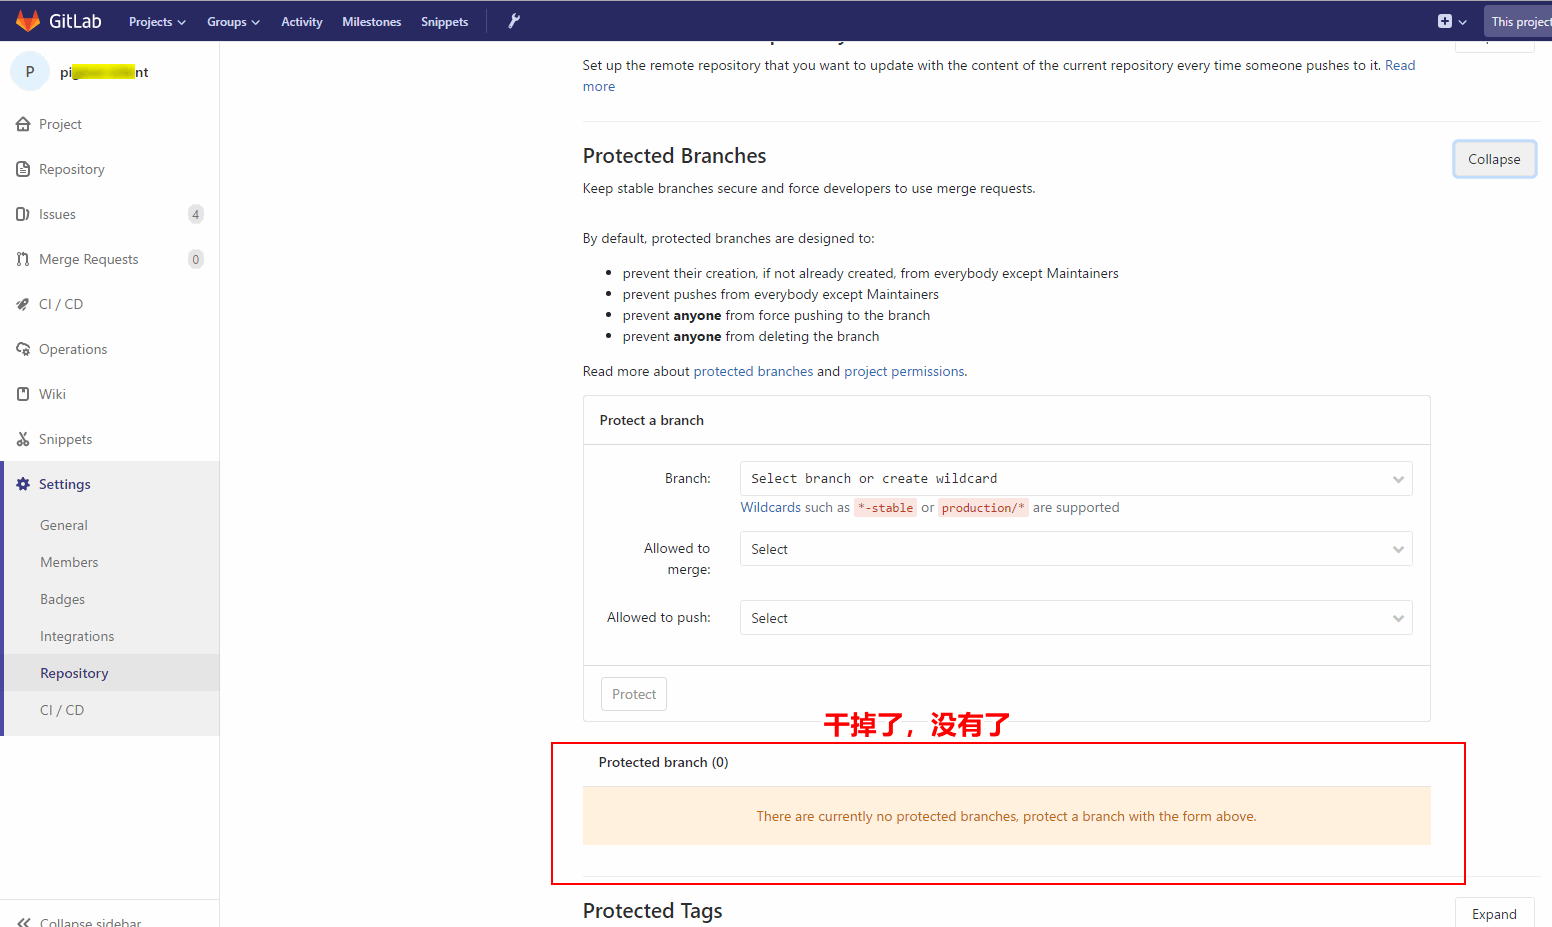 GitLab Projects Groups Activity Milestones Snippets This project
P pi nt
Project
Repository
Issues 4
Merge Requests 0
CI / CD
Operations
Wiki
Snippets
Settings
General
Members
Badges
Integrations
Repository
CI / CD
Collapse sidebar
Set up the remote repository that you want to update with the content of the current repository every time someone pushes to it. Read
more
Protected Branches
Collapse
Keep stable branches secure and force developers to use merge requests.
By default, protected branches are designed to:
prevent their creation, if not already created, from everybody except Maintainers
prevent pushes from everybody except Maintainers
prevent anyone from force pushing to the branch
prevent anyone from deleting the branch
Read more about protected branches and project permissions.
Protect a branch
Branch: Select branch or create wildcard
Wildcards such as *-stable or production/* are supported
Allowed to
merge: Select
Allowed to push: Select
Protect
干掉了，没有了
Protected branch (0)
There are currently no protected branches, protect a branch with the form above.
Protected Tags
Expand